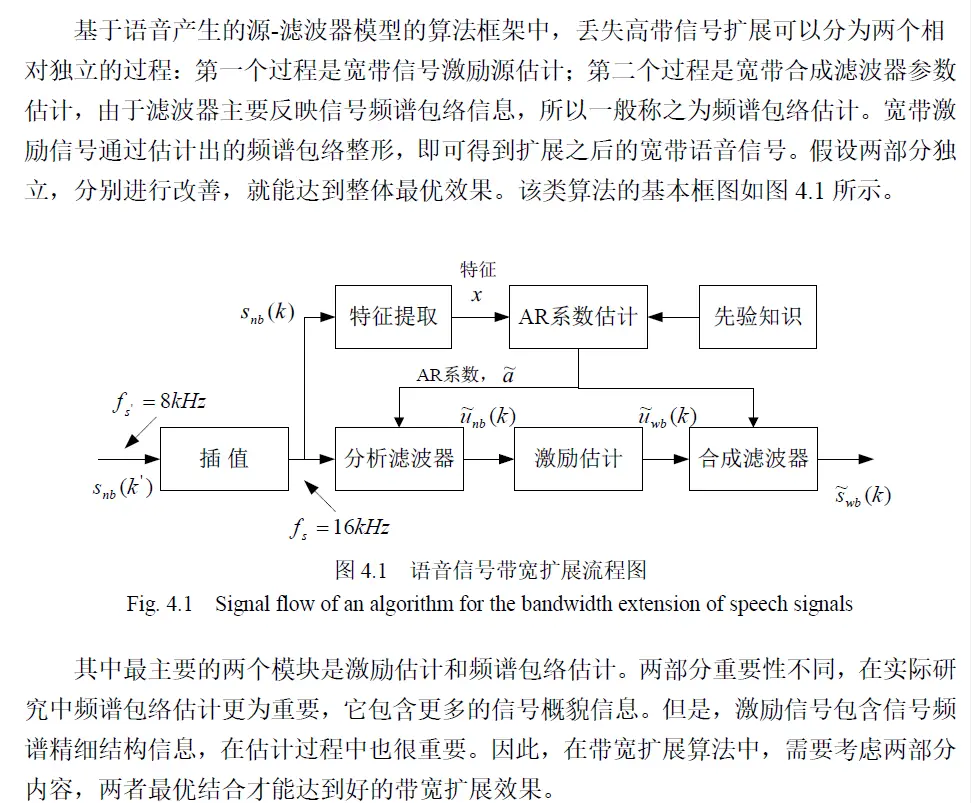 基于语音产生的源-滤波器模型的算法框架中，丢失高带信号扩展可以分为两个相
对独立的过程：第一个过程是宽带信号激励源估计；第二个过程是宽带合成滤波器参数
估计，由于滤波器主要反映信号频谱包络信息，所以一般称之为频谱包络估计。宽带激
励信号通过估计出的频谱包络整形，即可得到扩展之后的宽带语音信号。假设两部分独
立，分别进行改善，就能达到整体最优效果。该类算法的基本框图如图 4.1 所示。
特征
s_nb(k)
特征提取
x
AR系数估计
先验知识
AR系数，ã
f_s' = 8kHz
ũ_nb(k)
ũ_wb(k)
插 值
分析滤波器
激励估计
合成滤波器
s_nb(k')
s̃_wb(k)
f_s = 16kHz
图 4.1 语音信号带宽扩展流程图
Fig. 4.1 Signal flow of an algorithm for the bandwidth extension of speech signals
其中最主要的两个模块是激励估计和频谱包络估计。两部分重要性不同，在实际研
究中频谱包络估计更为重要，它包含更多的信号概貌信息。但是，激励信号包含信号频
谱精细结构信息，在估计过程中也很重要。因此，在带宽扩展算法中，需要考虑两部分
内容，两者最优结合才能达到好的带宽扩展效果。